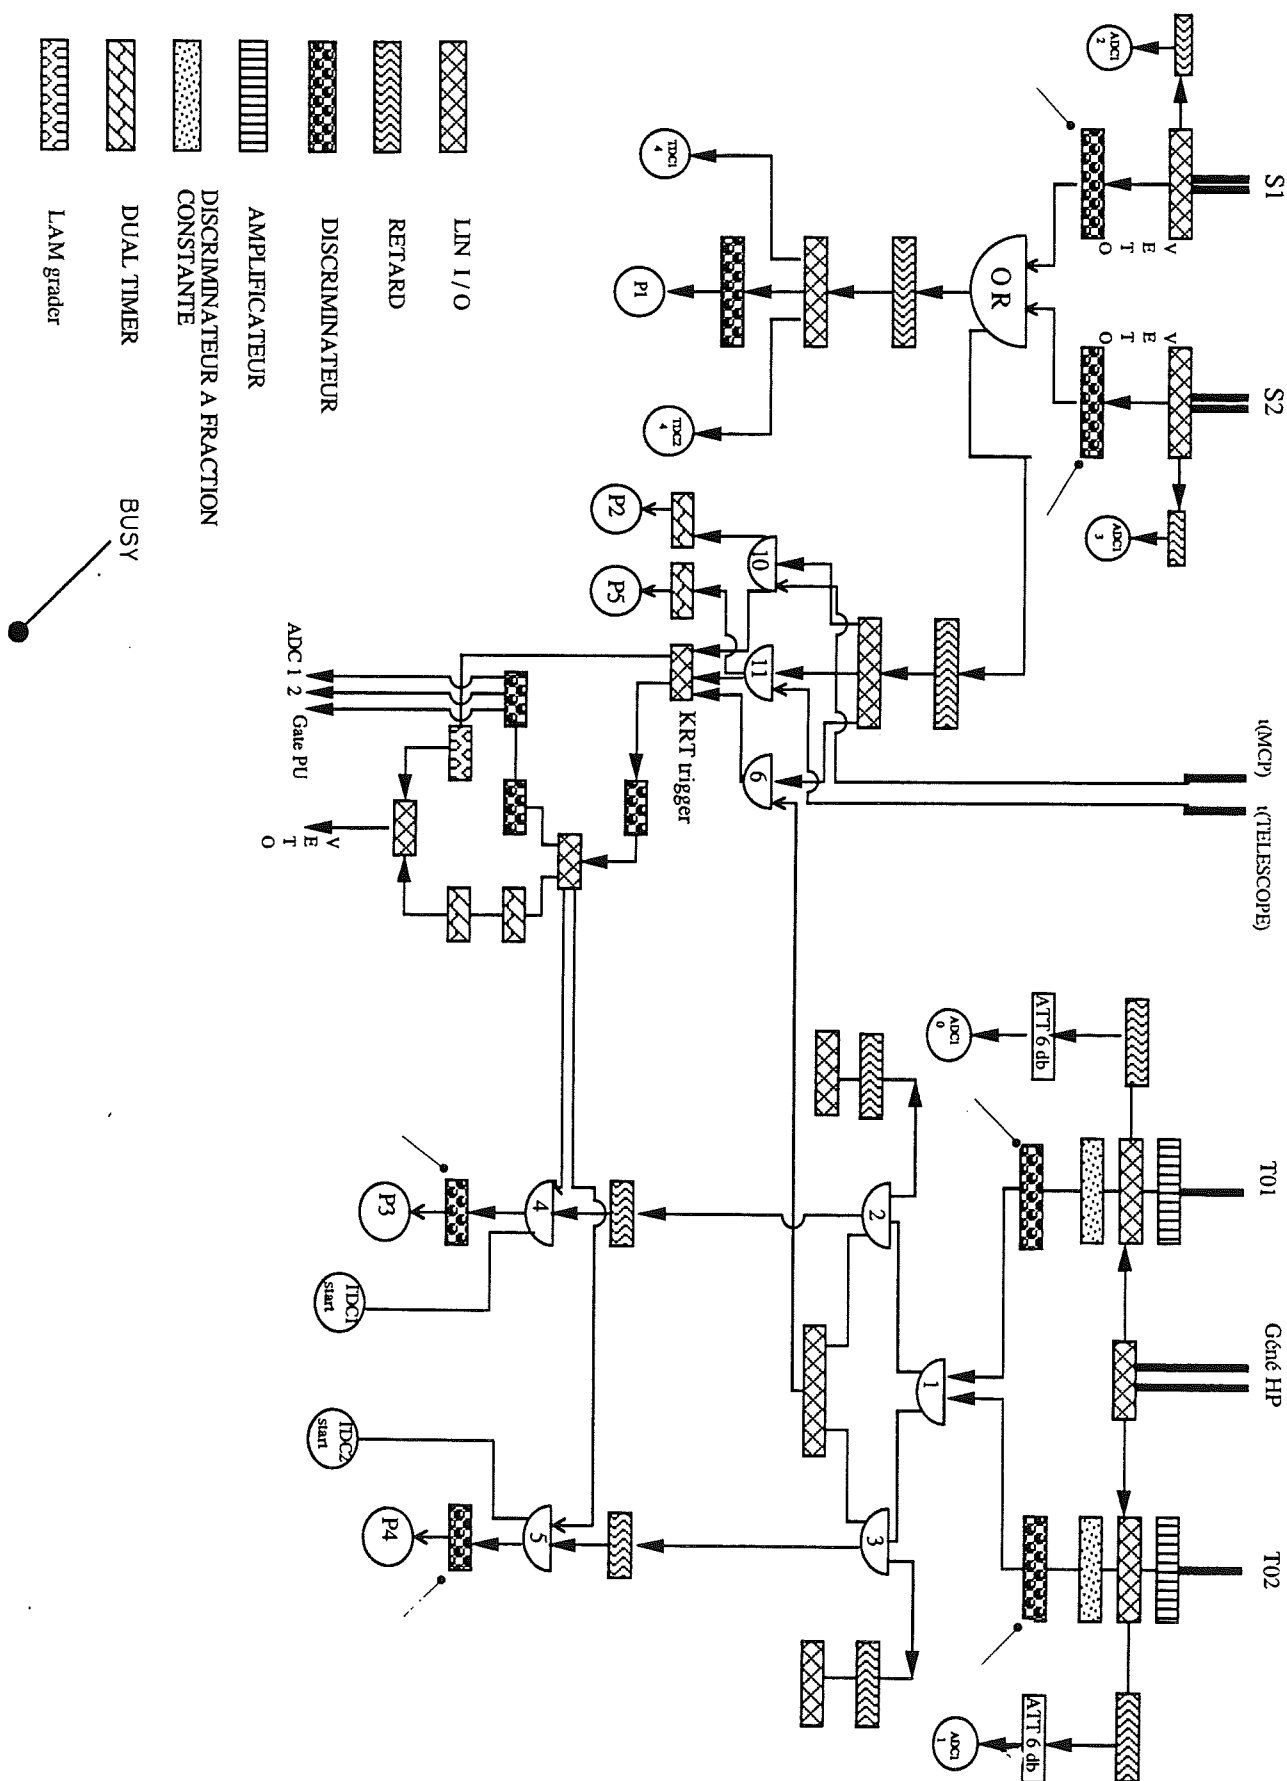 S1
S2
t(MCP)
t(TELESCOPE)
T01
Géné HP
T02
ADC1
2
VETO
VETO
ADC1
3
ATT 6 db
ADC1
0
ATT 6 db
ADC1
1
OR
TDC1
4
P1
TDC2
4
1
2
3
10
11
6
P2
P5
KRT trigger
4
5
P3
P4
TDC1
start
TDC2
start
ADC 1 2
Gate PU
VETO
LIN I / O
RETARD
DISCRIMINATEUR
AMPLIFICATEUR
DISCRIMINATEUR A FRACTION
CONSTANTE
DUAL TIMER
LAM grader
BUSY